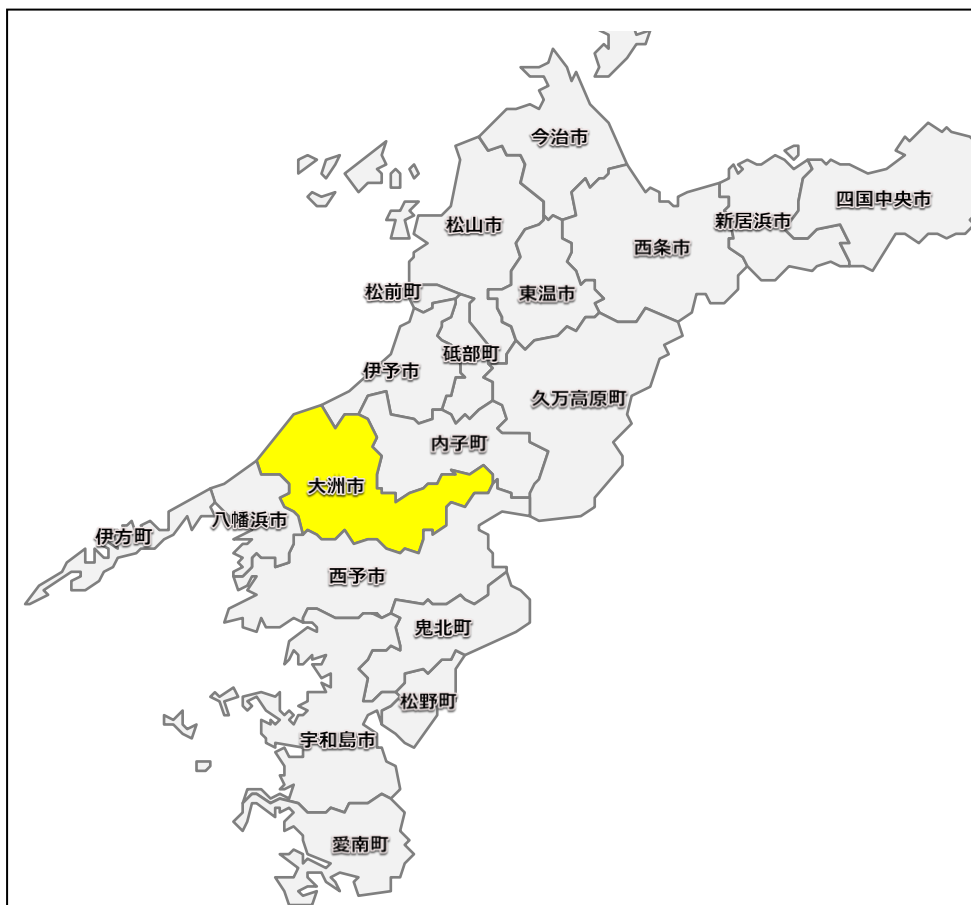 今治市
四国中央市
新居浜市
松山市
西条市
松前町
東温市
砥部町
伊予市
久万高原町
内子町
大洲市
八幡浜市
伊方町
西予市
鬼北町
松野町
宇和島市
愛南町